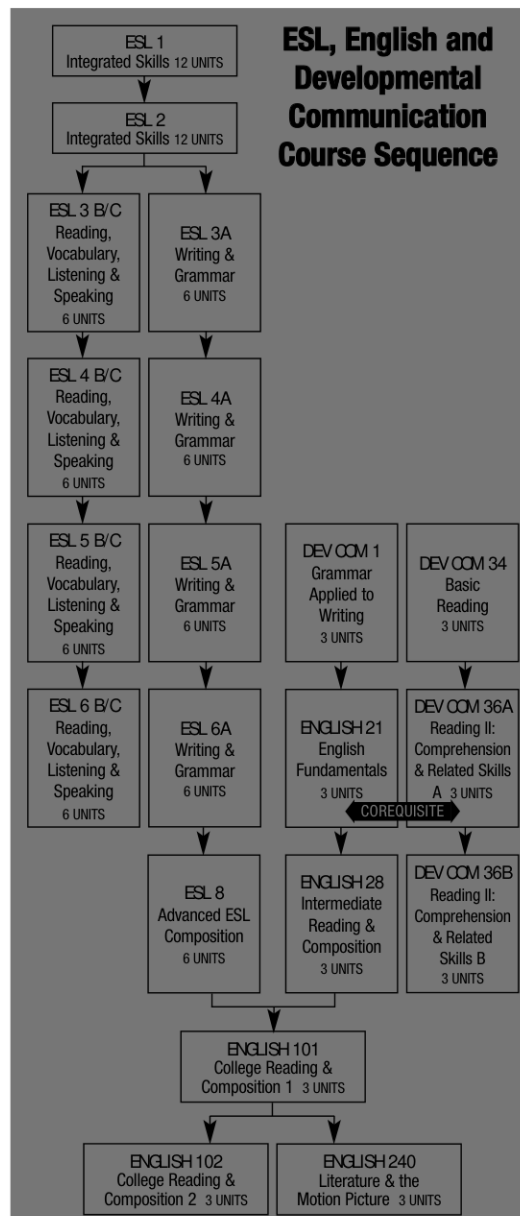 ESL, English and
Developmental
Communication
Course Sequence
ESL 1
Integrated Skills 12 UNITS
ESL 2
Integrated Skills 12 UNITS
ESL 3 B/C
Reading,
Vocabulary,
Listening &
Speaking
6 UNITS
ESL 3A
Writing &
Grammar
6 UNITS
ESL 4 B/C
Reading,
Vocabulary,
Listening &
Speaking
6 UNITS
ESL 4A
Writing &
Grammar
6 UNITS
ESL 5 B/C
Reading,
Vocabulary,
Listening &
Speaking
6 UNITS
ESL 5A
Writing &
Grammar
6 UNITS
DEV COM 1
Grammar
Applied to
Writing
3 UNITS
DEV COM 34
Basic
Reading
3 UNITS
ESL 6 B/C
Reading,
Vocabulary,
Listening &
Speaking
6 UNITS
ESL 6A
Writing &
Grammar
6 UNITS
ENGLISH 21
English
Fundamentals
3 UNITS
DEV COM 36A
Reading II:
Comprehension
& Related Skills
A 3 UNITS
COREQUISITE
ESL 8
Advanced ESL
Composition
6 UNITS
ENGLISH 28
Intermediate
Reading &
Composition
3 UNITS
DEV COM 36B
Reading II:
Comprehension
& Related
Skills B
3 UNITS
ENGLISH 101
College Reading &
Composition 1 3 UNITS
ENGLISH 102
College Reading &
Composition 2 3 UNITS
ENGLISH 240
Literature & the
Motion Picture 3 UNITS